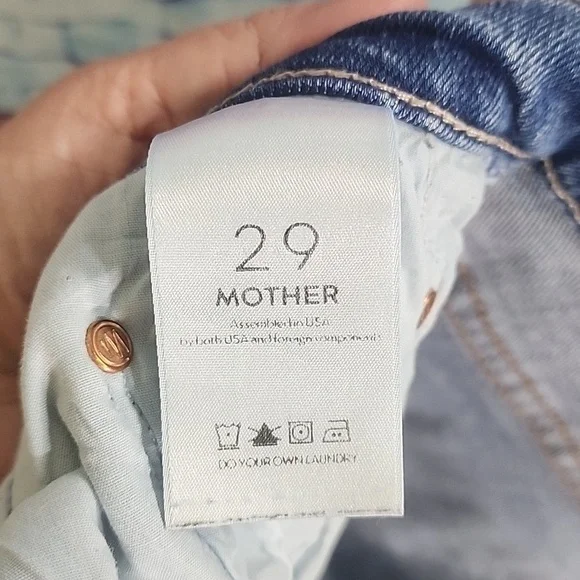 29
MOTHER
Assembled in USA
by both USA and foreign components
DO YOUR OWN LAUNDRY